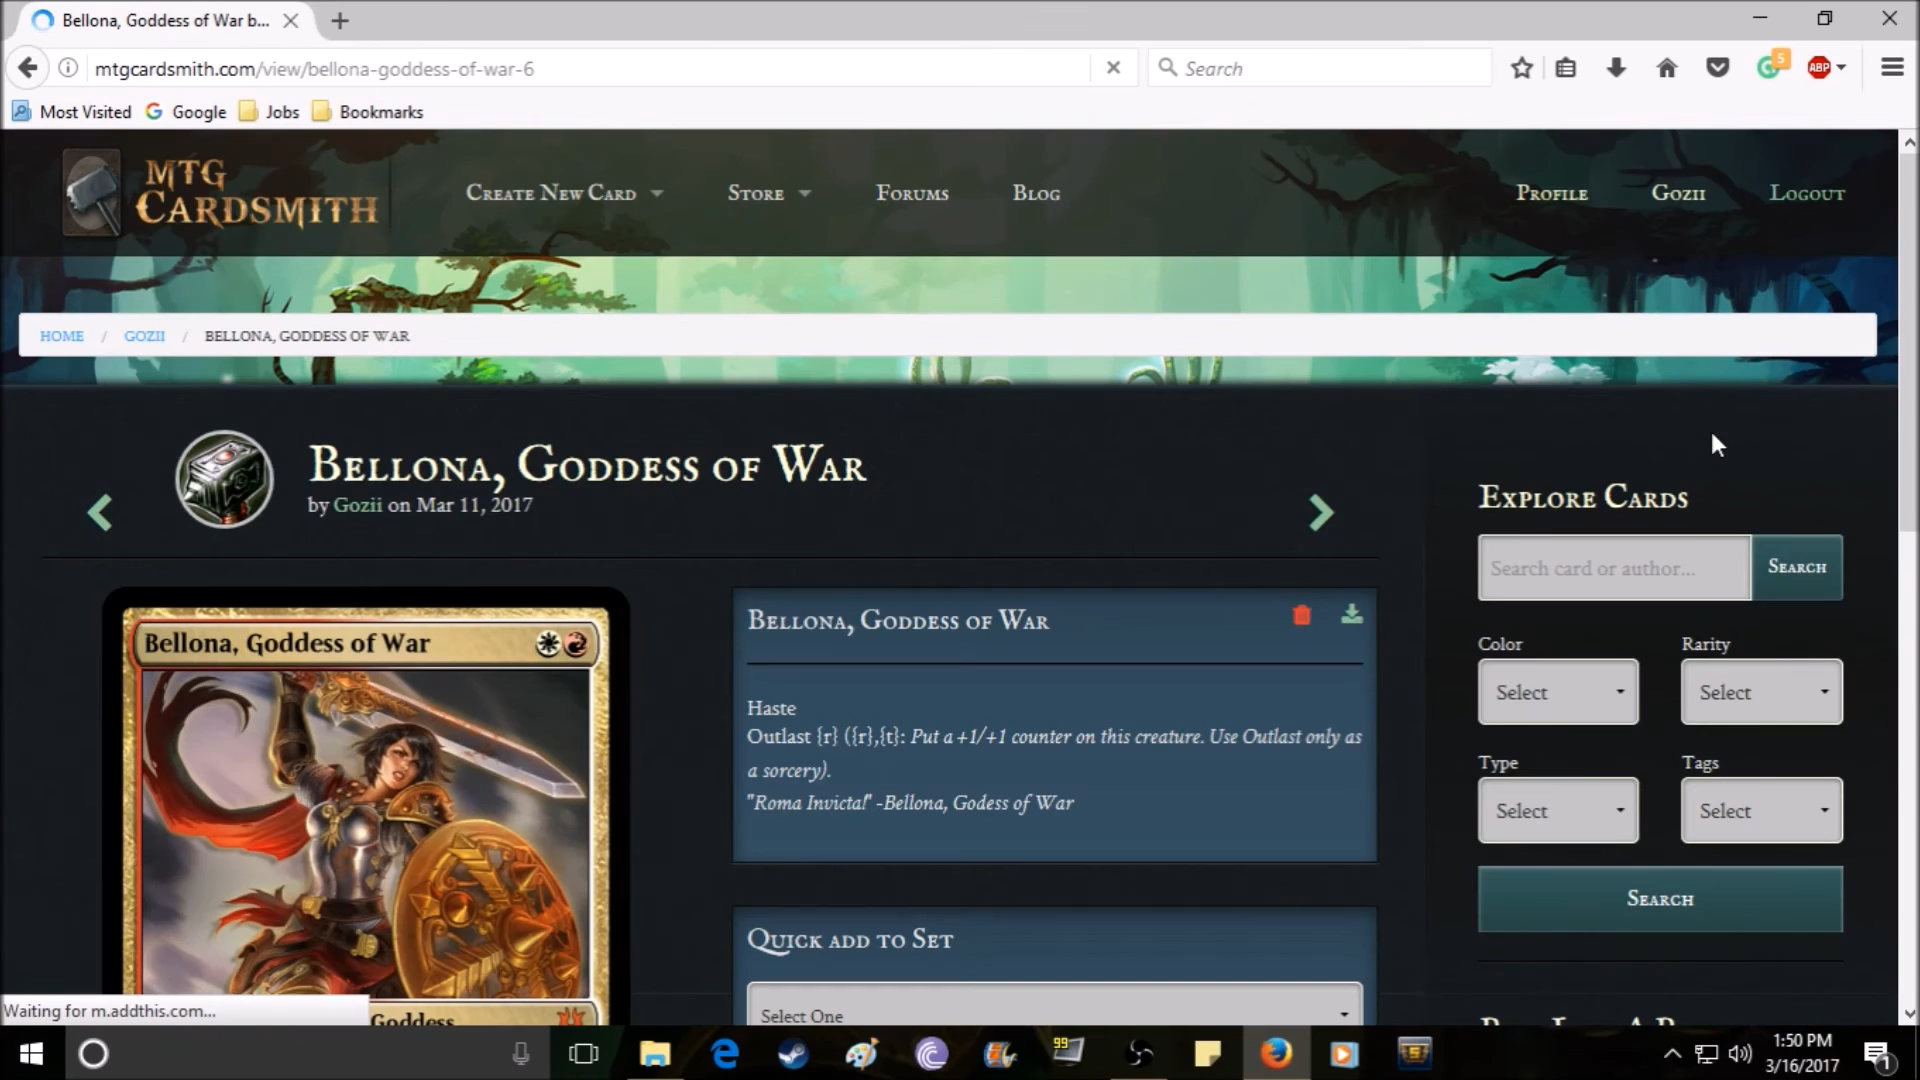 Bellona, Goddess of War b...
mtgcardsmith.com/view/bellona-goddess-of-war-6
Search
5
ABP
Most Visited
Google
Jobs
Bookmarks
MTG
Cardsmith
Create New Card
Store
Forums
Blog
Profile
Gozii
Logout
HOME / GOZII / BELLONA, GODDESS OF WAR
Bellona, Goddess of War
by Gozii on Mar 11, 2017
Explore Cards
Search card or author...
Search
Color
Rarity
Select
Select
Type
Tags
Select
Select
Search
Bellona, Goddess of War
Bellona, Goddess of War
Haste
Outlast {r} ({r},{t}: Put a +1/+1 counter on this creature. Use Outlast only as
a sorcery).
"Roma Invicta!" -Bellona, Godess of War
Quick add to Set
Select One
Goddess
Waiting for m.addthis.com...
99
1:50 PM
3/16/2017
1